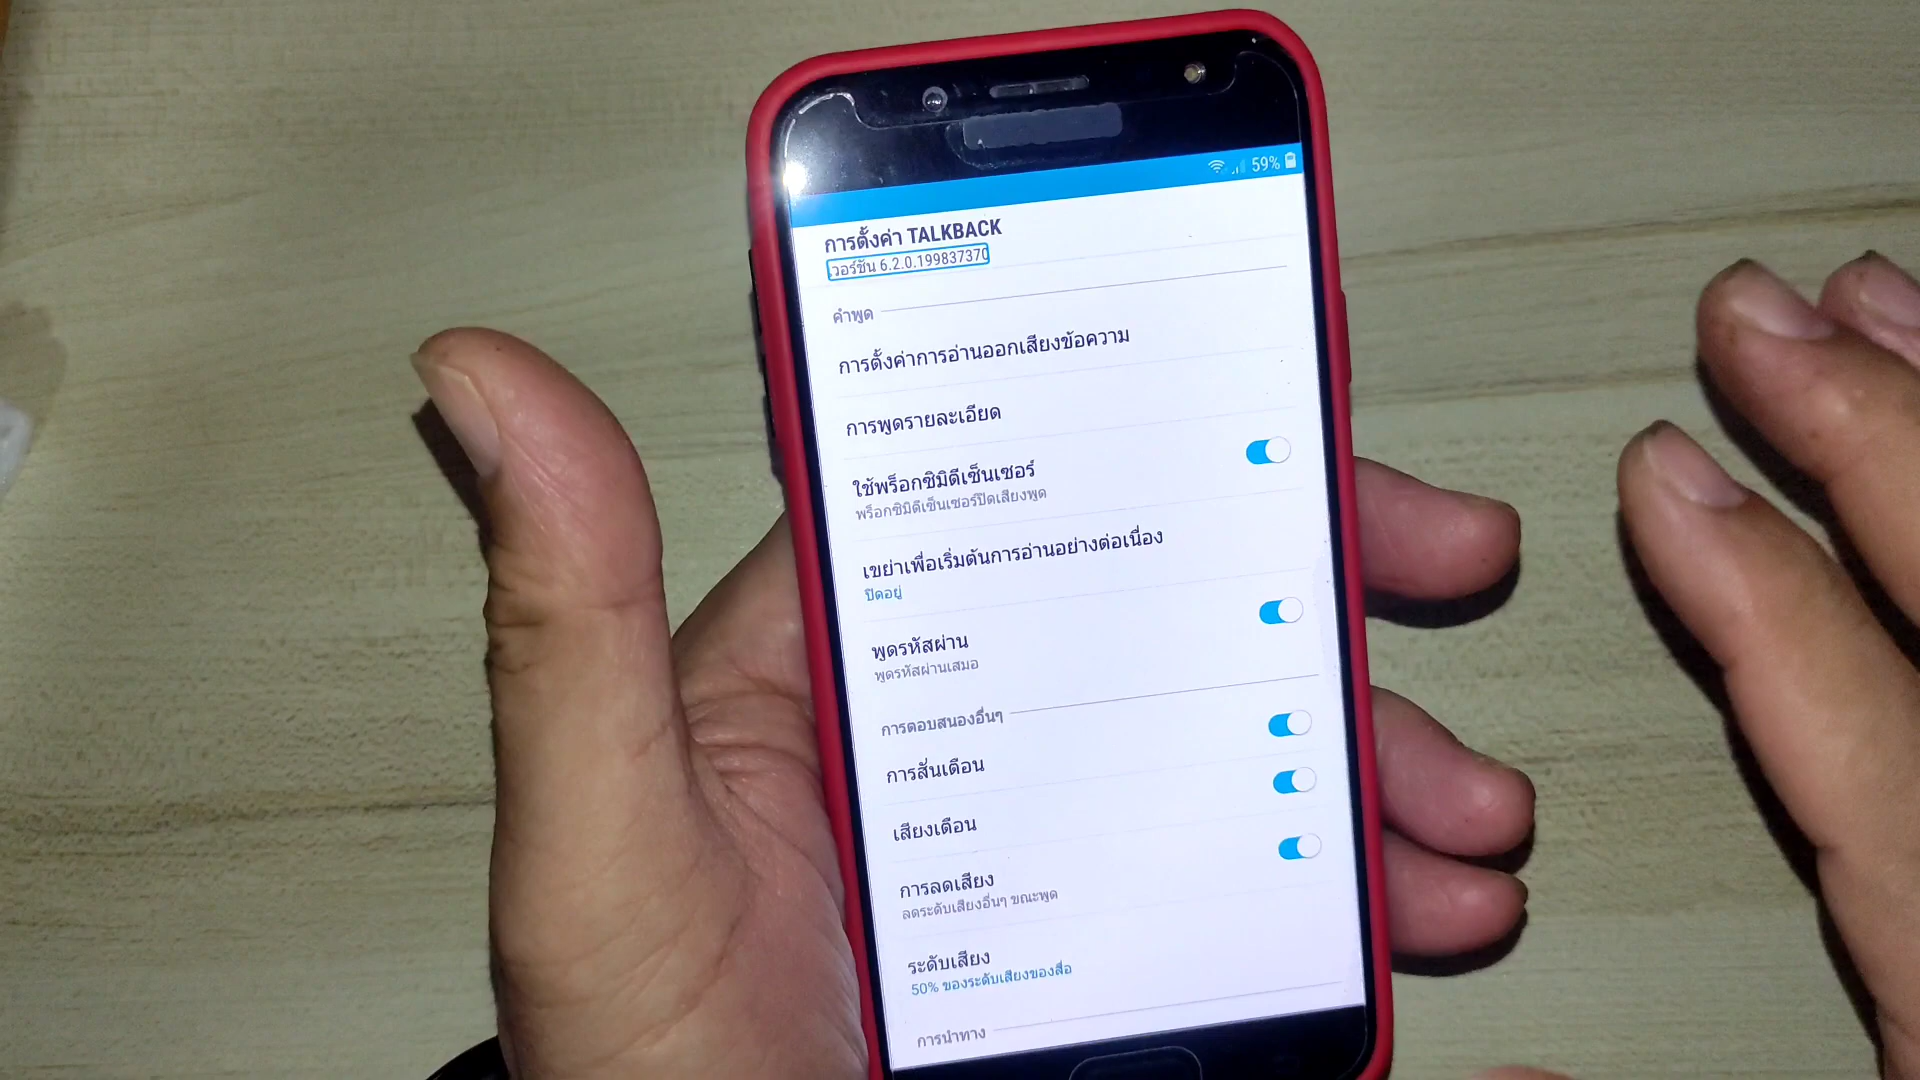 59%
การตั้งค่า TALKBACK
เวอร์ชัน 6.2.0.199837370
คำพูด
การตั้งค่าการอ่านออกเสียงข้อความ
การพูดรายละเอียด
ใช้พร็อกซิมิตีเซ็นเซอร์
พร็อกซิมิตีเซ็นเซอร์ปิดเสียงพูด
เขย่าเพื่อเริ่มต้นการอ่านอย่างต่อเนื่อง
ปิดอยู่
พูดรหัสผ่าน
พูดรหัสผ่านเสมอ
การตอบสนองอื่นๆ
การสั่นเตือน
เสียงเตือน
การลดเสียง
ลดระดับเสียงอื่นๆ ขณะพูด
ระดับเสียง
50% ของระดับเสียงของสื่อ
การนำทาง